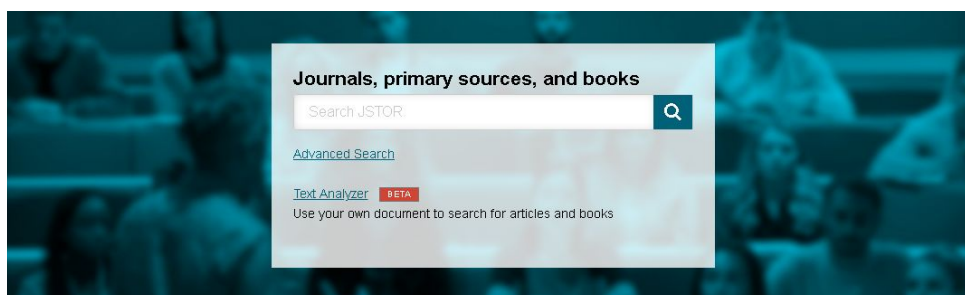 Journals, primary sources, and books
Search JSTOR
Advanced Search
Text Analyzer BETA
Use your own document to search for articles and books